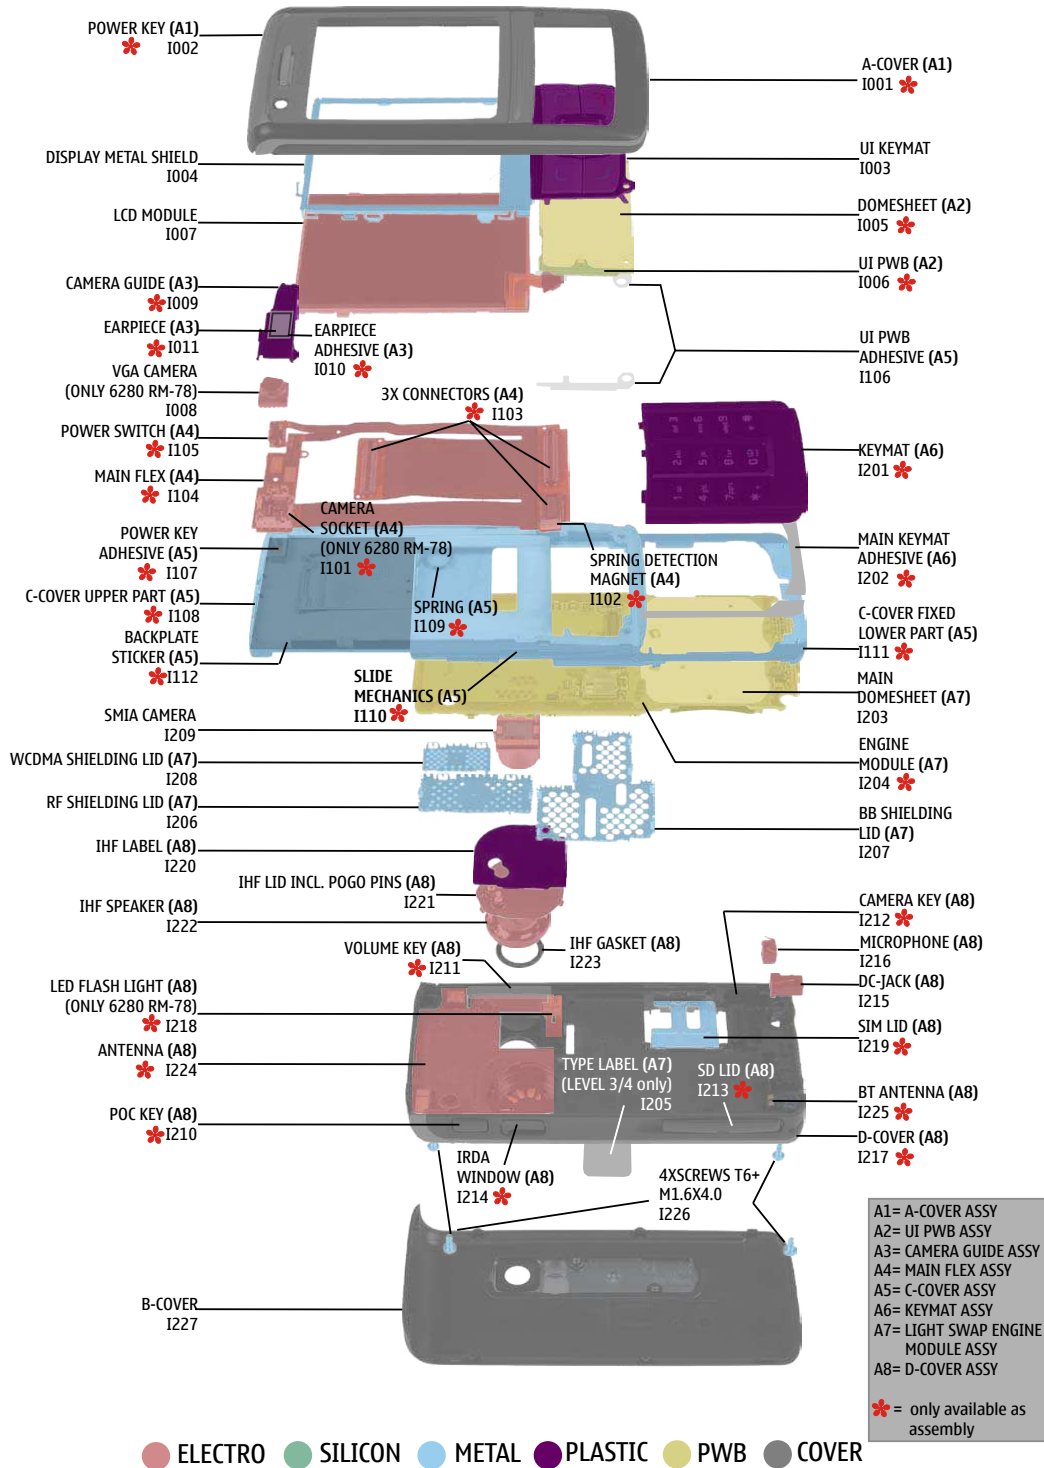 POWER KEY (A1)
I002
A-COVER (A1)
I001
DISPLAY METAL SHIELD
I004
UI KEYMAT
I003
LCD MODULE
I007
DOMESHEET (A2)
I005
CAMERA GUIDE (A3)
I009
UI PWB (A2)
I006
EARPIECE (A3)
I011
EARPIECE
ADHESIVE (A3)
I010
UI PWB
ADHESIVE (A5)
I106
VGA CAMERA
(ONLY 6280 RM-78)
I008
3X CONNECTORS (A4)
I103
POWER SWITCH (A4)
I105
KEYMAT (A6)
I201
MAIN FLEX (A4)
I104
CAMERA
SOCKET (A4)
(ONLY 6280 RM-78)
I101
POWER KEY
ADHESIVE (A5)
I107
SPRING DETECTION
MAGNET (A4)
I102
MAIN KEYMAT
ADHESIVE (A6)
I202
C-COVER UPPER PART (A5)
I108
SPRING (A5)
I109
C-COVER FIXED
LOWER PART (A5)
I111
BACKPLATE
STICKER (A5)
I112
SLIDE
MECHANICS (A5)
I110
MAIN
DOMESHEET (A7)
I203
SMIA CAMERA
I209
ENGINE
MODULE (A7)
I204
WCDMA SHIELDING LID (A7)
I208
RF SHIELDING LID (A7)
I206
BB SHIELDING
LID (A7)
I207
IHF LABEL (A8)
I220
IHF LID INCL. POGO PINS (A8)
I221
IHF SPEAKER (A8)
I222
CAMERA KEY (A8)
I212
VOLUME KEY (A8)
I211
IHF GASKET (A8)
I223
MICROPHONE (A8)
I216
LED FLASH LIGHT (A8)
(ONLY 6280 RM-78)
I218
DC-JACK (A8)
I215
SIM LID (A8)
I219
ANTENNA (A8)
I224
TYPE LABEL (A7)
(LEVEL 3/4 only)
I205
SD LID (A8)
I213
BT ANTENNA (A8)
I225
POC KEY (A8)
I210
D-COVER (A8)
I217
IRDA
WINDOW (A8)
I214
4XSCREWS T6+
M1.6X4.0
I226
B-COVER
I227
A1= A-COVER ASSY
A2= UI PWB ASSY
A3= CAMERA GUIDE ASSY
A4= MAIN FLEX ASSY
A5= C-COVER ASSY
A6= KEYMAT ASSY
A7= LIGHT SWAP ENGINE
MODULE ASSY
A8= D-COVER ASSY
= only available as
assembly
ELECTRO SILICON METAL PLASTIC PWB COVER